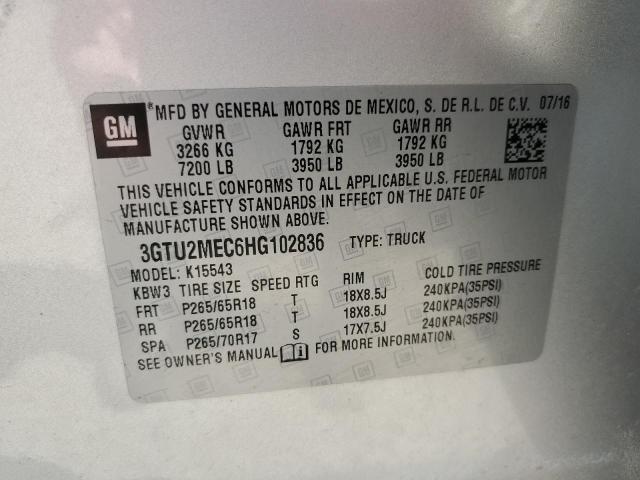 GM ®MFD BY GENERAL MOTORS DE MEXICO, S. DE R.L. DE C.V. 07/16
GVWR GAWR FRT GAWR RR
3266 KG 1792 KG 1792 KG
7200 LB 3950 LB 3950 LB
THIS VEHICLE CONFORMS TO ALL APPLICABLE U.S. FEDERAL MOTOR
VEHICLE SAFETY STANDARDS IN EFFECT ON THE DATE OF
MANUFACTURE SHOWN ABOVE.
3GTU2MEC6HG102836 TYPE: TRUCK
MODEL: K15543
KBW3 TIRE SIZE SPEED RTG RIM COLD TIRE PRESSURE
FRT P265/65R18 T 18X8.5J 240KPA(35PSI)
RR P265/65R18 T 18X8.5J 240KPA(35PSI)
SPA P265/70R17 S 17X7.5J 240KPA(35PSI)
SEE OWNER'S MANUAL FOR MORE INFORMATION.